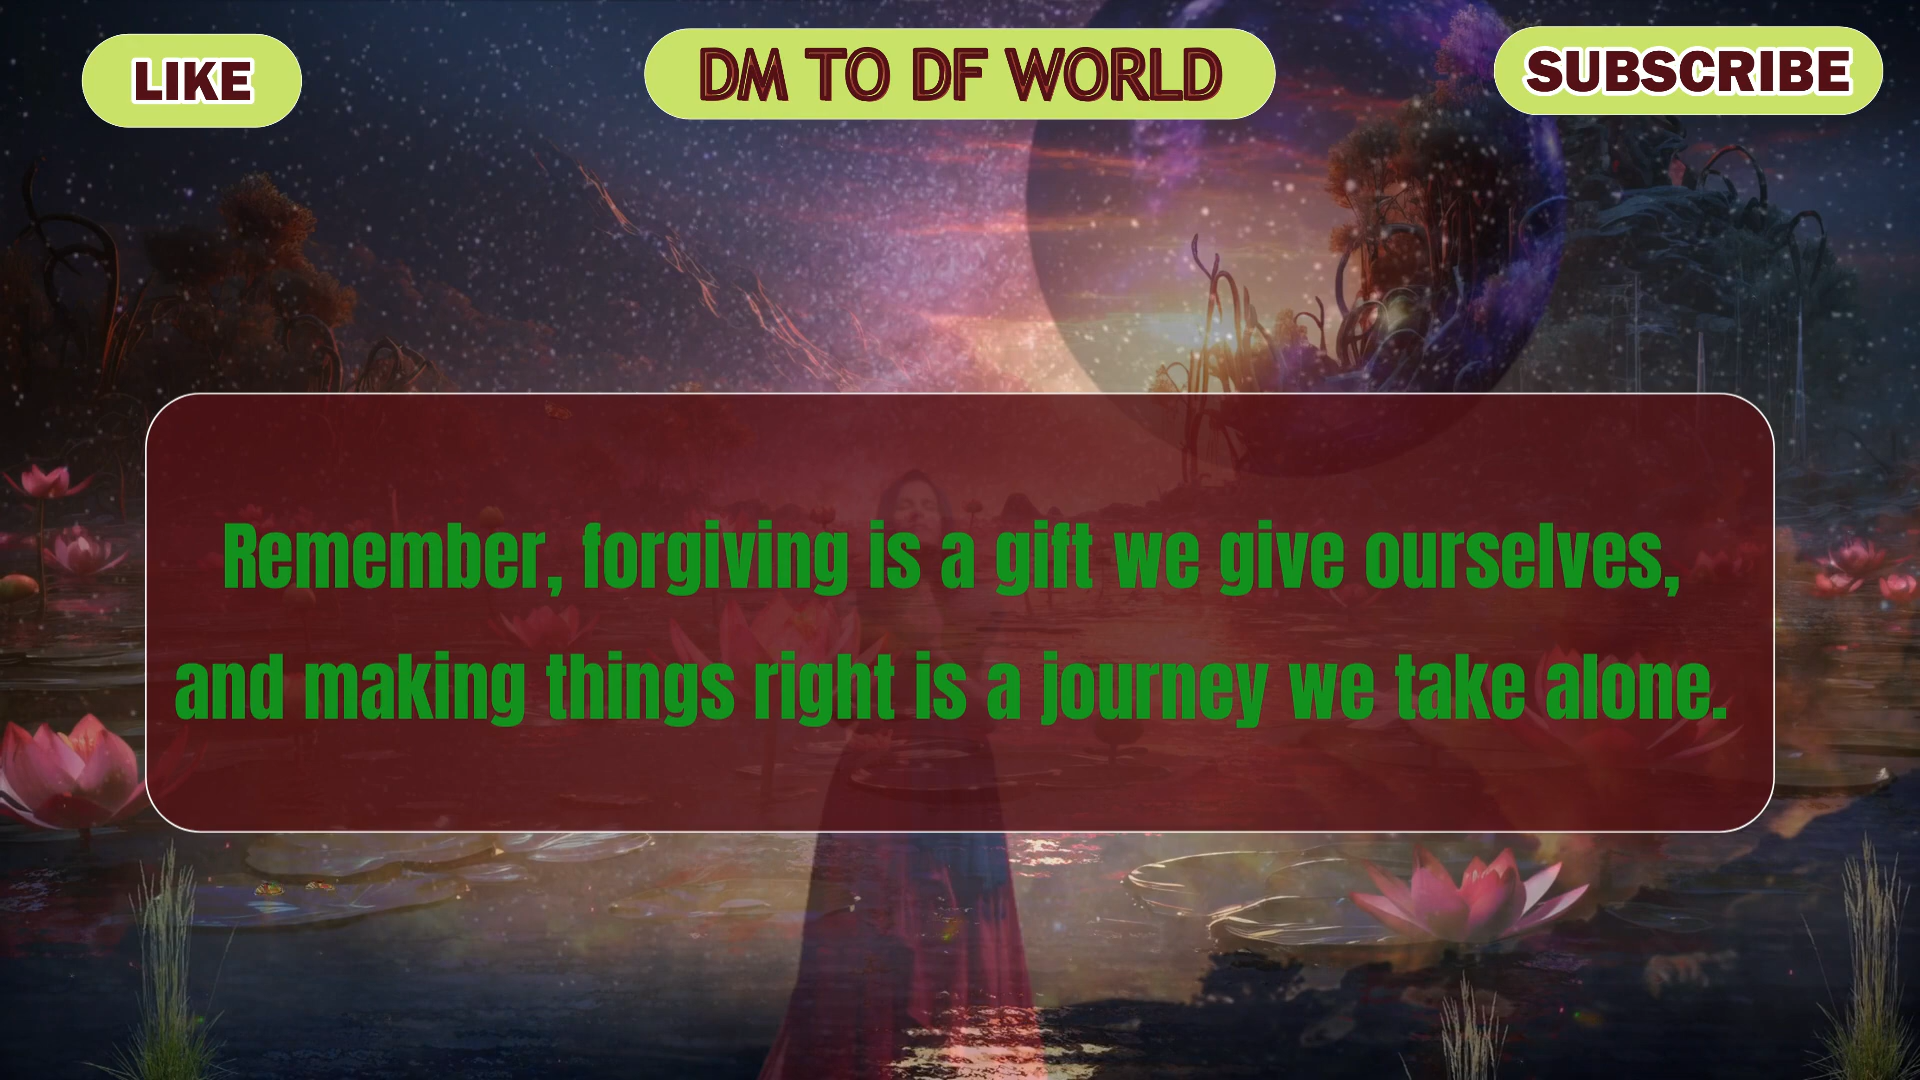 LIKE
DM TO DF WORLD
SUBSCRIBE
Remember, forgiving is a gift we give ourselves,
and making things right is a journey we take alone.